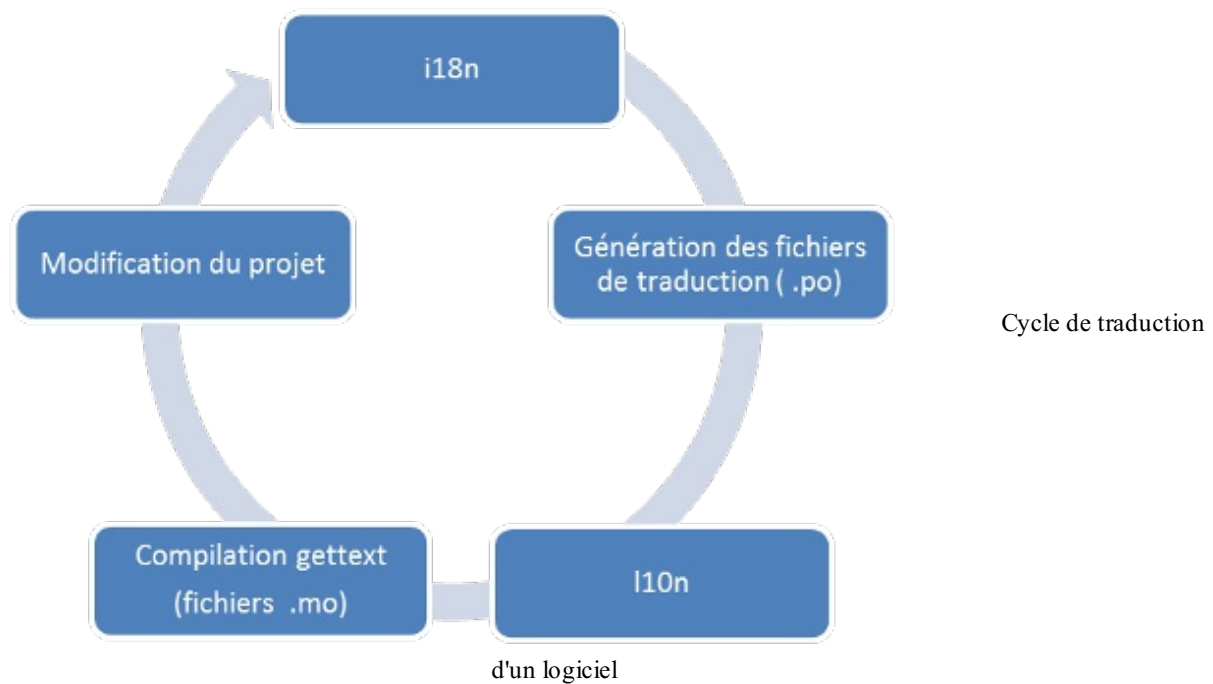 i18n
Modification du projet
Génération des fichiers
de traduction ( .po)
Cycle de traduction
Compilation gettext
(fichiers .mo)
l10n
d'un logiciel